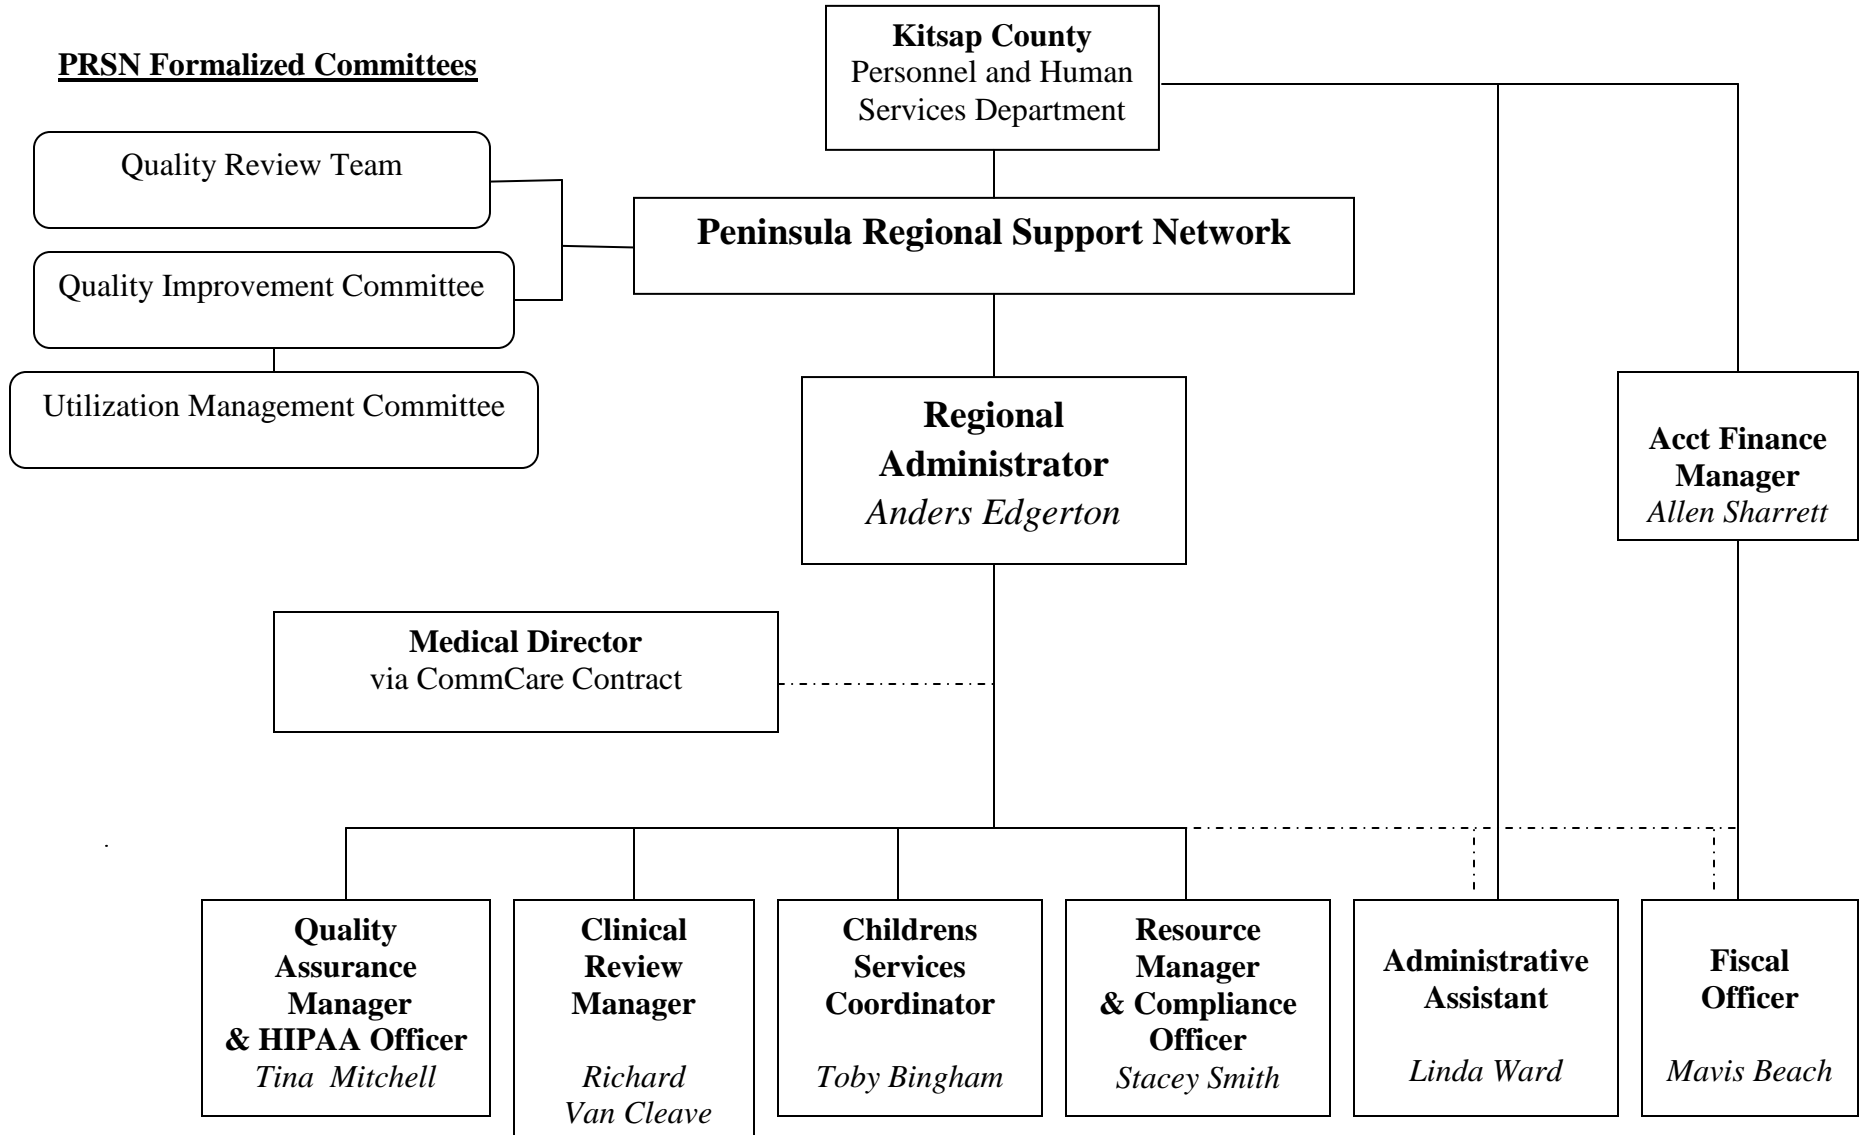 PRSN Formalized Committees
Kitsap County
Personnel and Human
Services Department
Quality Review Team
Peninsula Regional Support Network
Quality Improvement Committee
Utilization Management Committee
Regional
Administrator
Anders Edgerton
Acct Finance
Manager
Allen Sharrett
Medical Director
via CommCare Contract
Quality
Assurance
Manager
& HIPAA Officer
Tina Mitchell
Clinical
Review
Manager
Richard
Van Cleave
Childrens
Services
Coordinator
Toby Bingham
Resource
Manager
& Compliance
Officer
Stacey Smith
Administrative
Assistant
Linda Ward
Fiscal
Officer
Mavis Beach